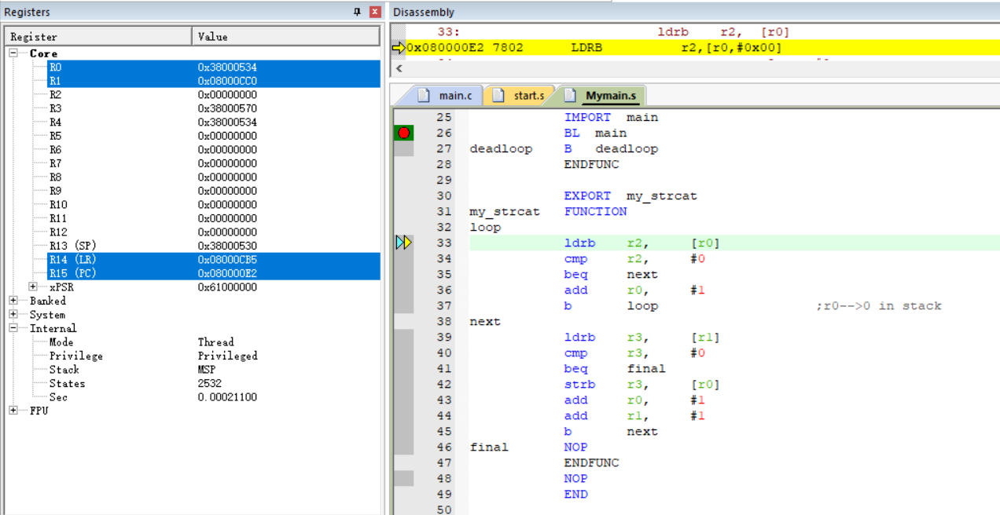 Registers
Register Value
Core
R0 0x38000534
R1 0x08000CC0
R2 0x00000000
R3 0x38000570
R4 0x38000534
R5 0x00000000
R6 0x00000000
R7 0x00000000
R8 0x00000000
R9 0x00000000
R10 0x00000000
R11 0x00000000
R12 0x00000000
R13 (SP) 0x38000530
R14 (LR) 0x08000CB5
R15 (PC) 0x080000E2
xPSR 0x61000000
Banked
System
Internal
Mode Thread
Privilege Privileged
Stack MSP
States 2532
Sec 0.00021100
FPU
Disassembly
33: ldrb r2, [r0]
0x080000E2 7802 LDRB r2,[r0,#0x00]
main.c start.s Mymain.s
25 IMPORT main
26 BL main
27 deadloop B deadloop
28 ENDFUNC
29
30 EXPORT my_strcat
31 my_strcat FUNCTION
32 loop
33 ldrb r2, [r0]
34 cmp r2, #0
35 beq next
36 add r0, #1
37 b loop ;r0-->0 in stack
38 next
39 ldrb r3, [r1]
40 cmp r3, #0
41 beq final
42 strb r3, [r0]
43 add r0, #1
44 add r1, #1
45 b next
46 final NOP
47 ENDFUNC
48 NOP
49 END
50